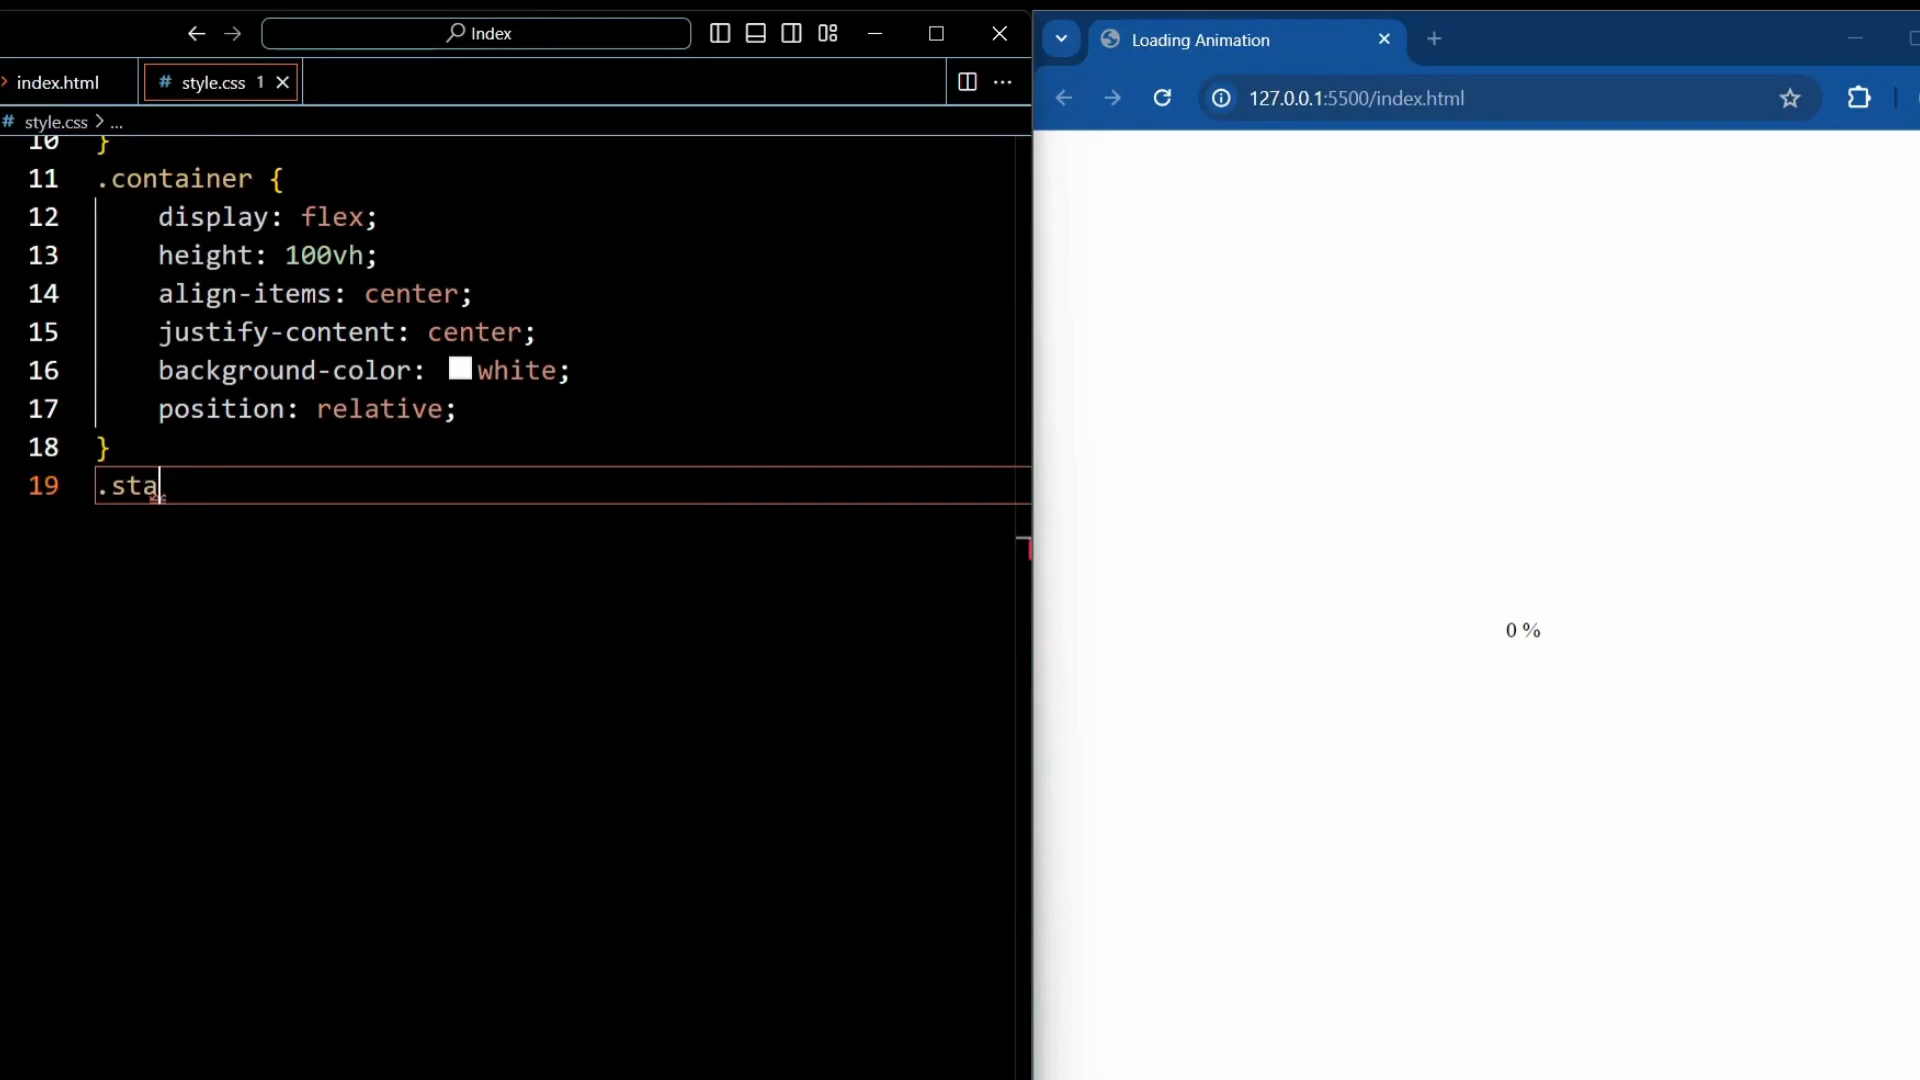 Index
index.html
# style.css 1
# style.css > ...
10 }
11 .container {
12 display: flex;
13 height: 100vh;
14 align-items: center;
15 justify-content: center;
16 background-color: white;
17 position: relative;
18 }
19 .sta
Loading Animation
127.0.0.1:5500/index.html
0 %